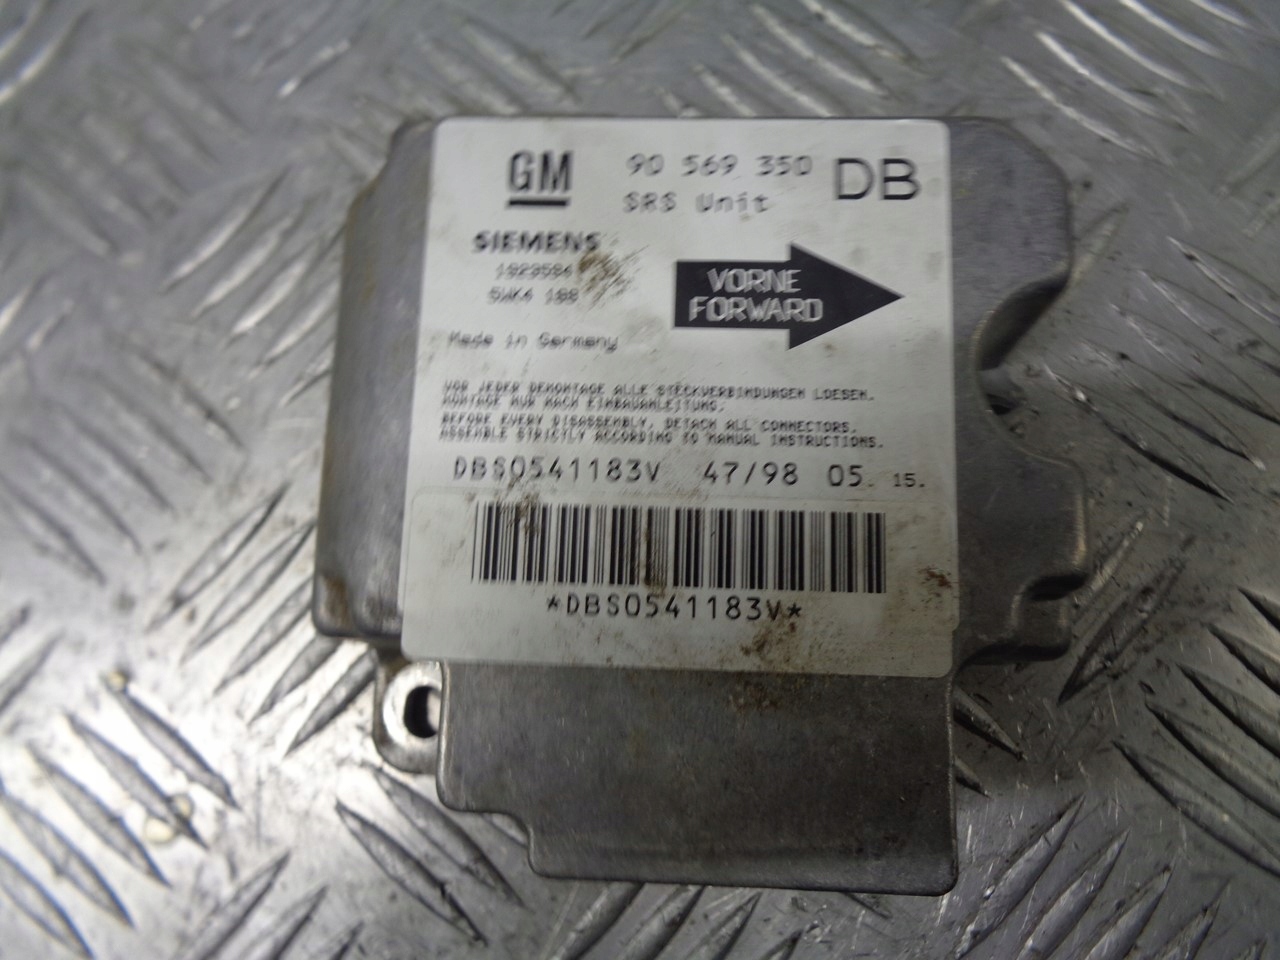 GM 90 569 350 DB
SRS Unit
SIEMENS
5WK4 188
VORNE
FORWARD
Made in Germany
VOR JEDER DEMONTAGE ALLE STECKVERBINDUNGEN LOESEN.
MONTAGE NUR NACH EINBAUANLEITUNG.
BEFORE EVERY DISASSEMBLY, DETACH ALL CONNECTORS.
ASSEMBLE STRICTLY ACCORDING TO MANUAL INSTRUCTIONS.
DBS0541183V 47/98 05. 15.
*DBS0541183V*